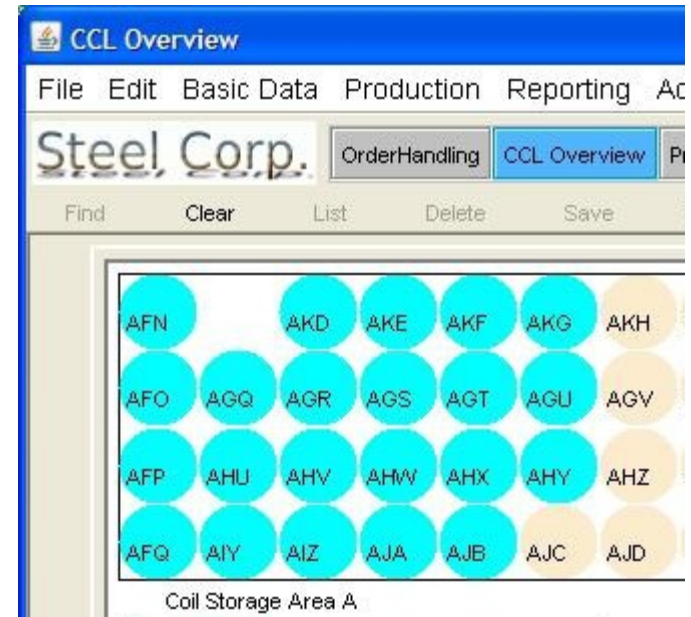 CCL Overview
File Edit Basic Data Production Reporting
Steel Corp. OrderHandling CCL Overview
Find Clear List Delete Save
AFN AKD AKE AKF AKG AKH
AFO AGQ AGR AGS AGT AGU AGV
AFP AHU AHV AHW AHX AHY AHZ
AFQ AIY AIZ AJA AJB AJC AJD
Coil Storage Area A